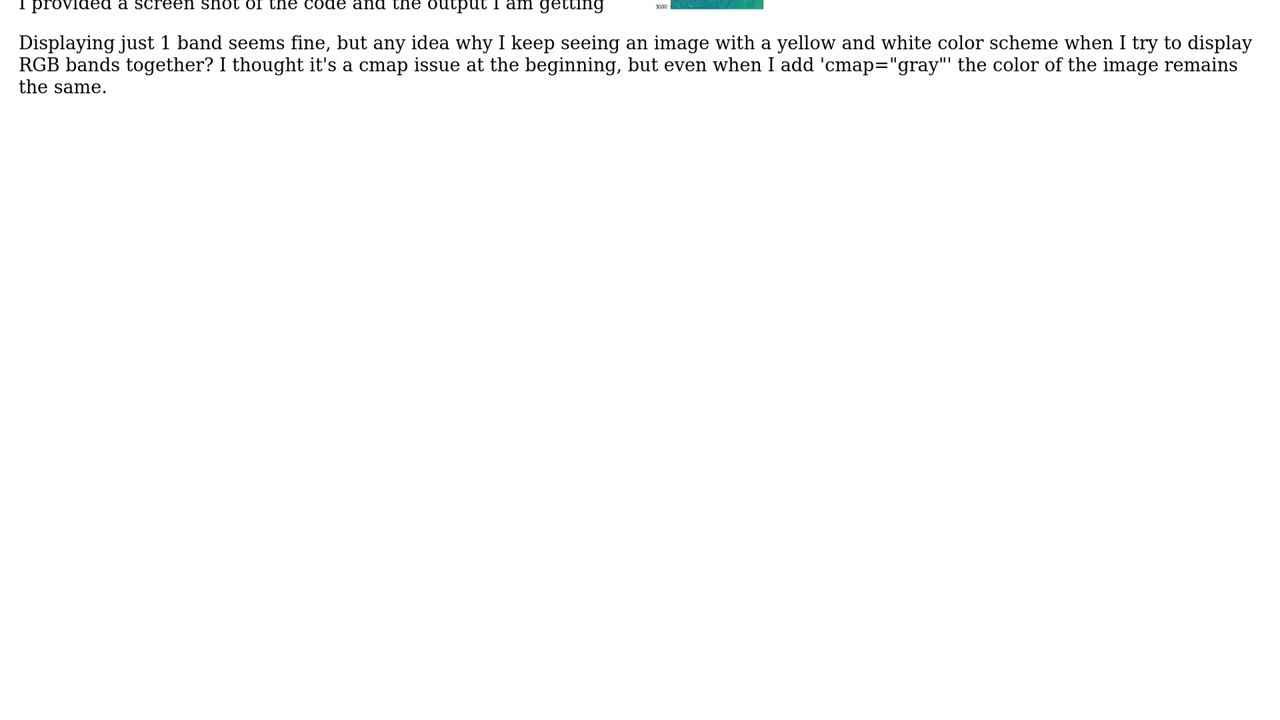 I provided a screen shot of the code and the output I am getting
3000
Displaying just 1 band seems fine, but any idea why I keep seeing an image with a yellow and white color scheme when I try to display
RGB bands together? I thought it's a cmap issue at the beginning, but even when I add 'cmap="gray"' the color of the image remains
the same.